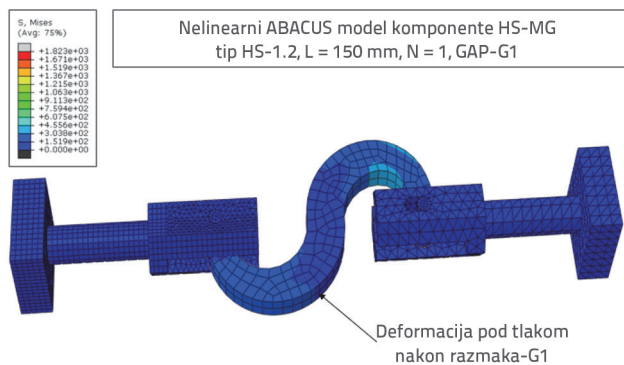 S, Mises
(Avg: 75%)
+1.823e+03
+1.671e+03
+1.519e+03
+1.367e+03
+1.215e+03
+1.063e+03
+9.113e+02
+7.594e+02
+6.075e+02
+4.556e+02
+3.038e+02
+1.519e+02
+0.000e+00
Nelinearni ABACUS model komponente HS-MG
tip HS-1.2, L = 150 mm, N = 1, GAP-G1
Deformacija pod tlakom
nakon razmaka-G1